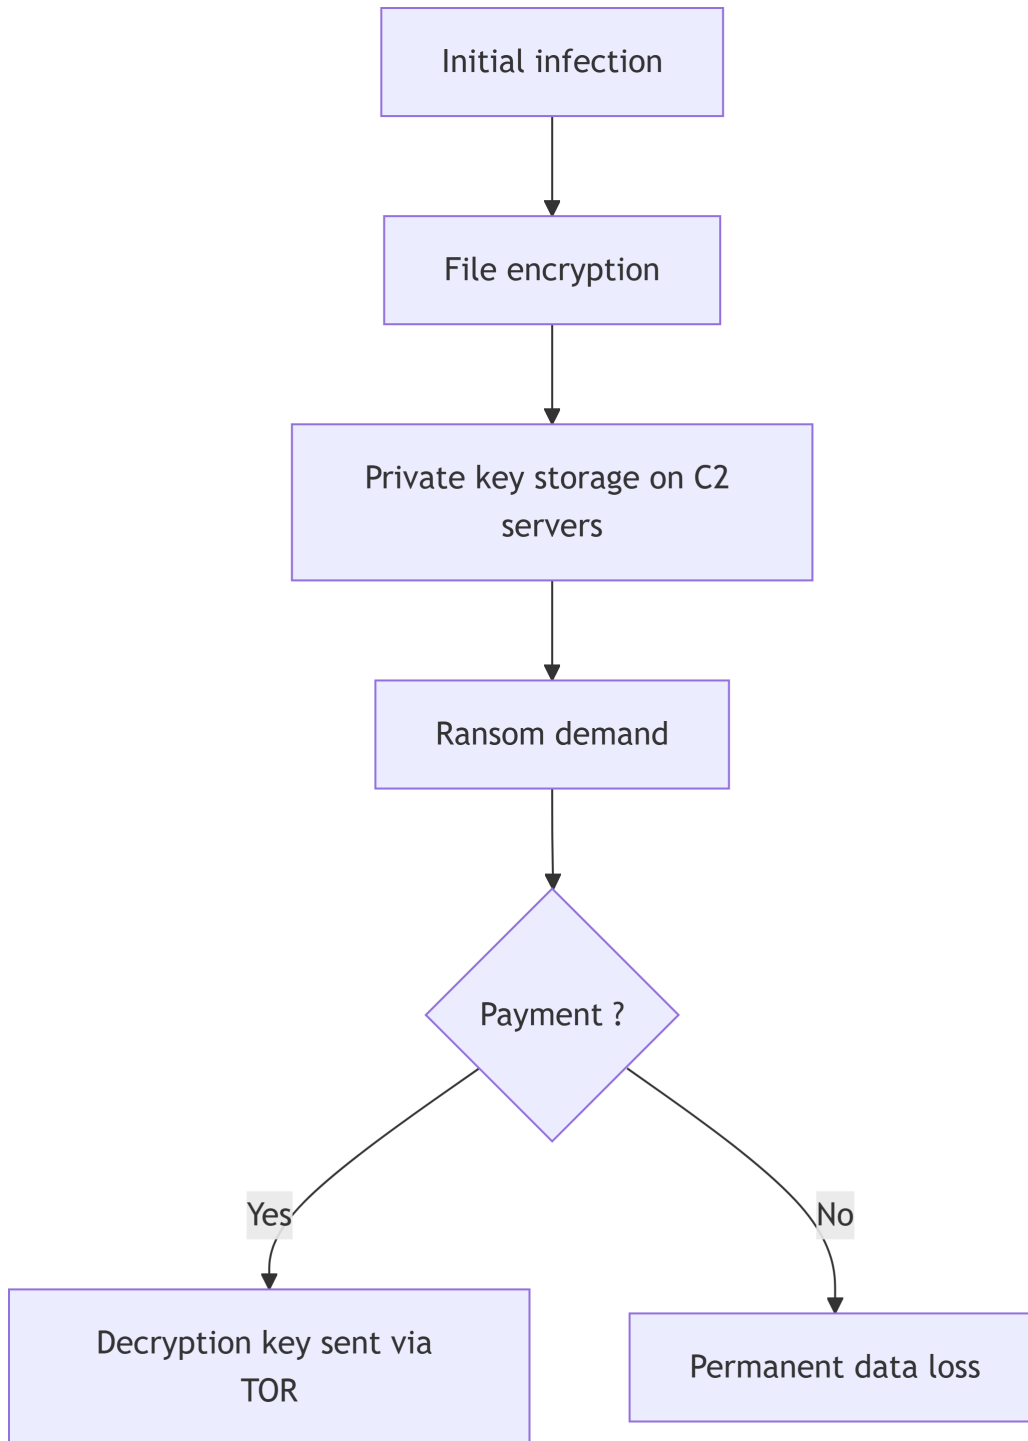 Initial infection
File encryption
Private key storage on C2
servers
Ransom demand
Payment ?
Yes
No
Decryption key sent via
TOR
Permanent data loss